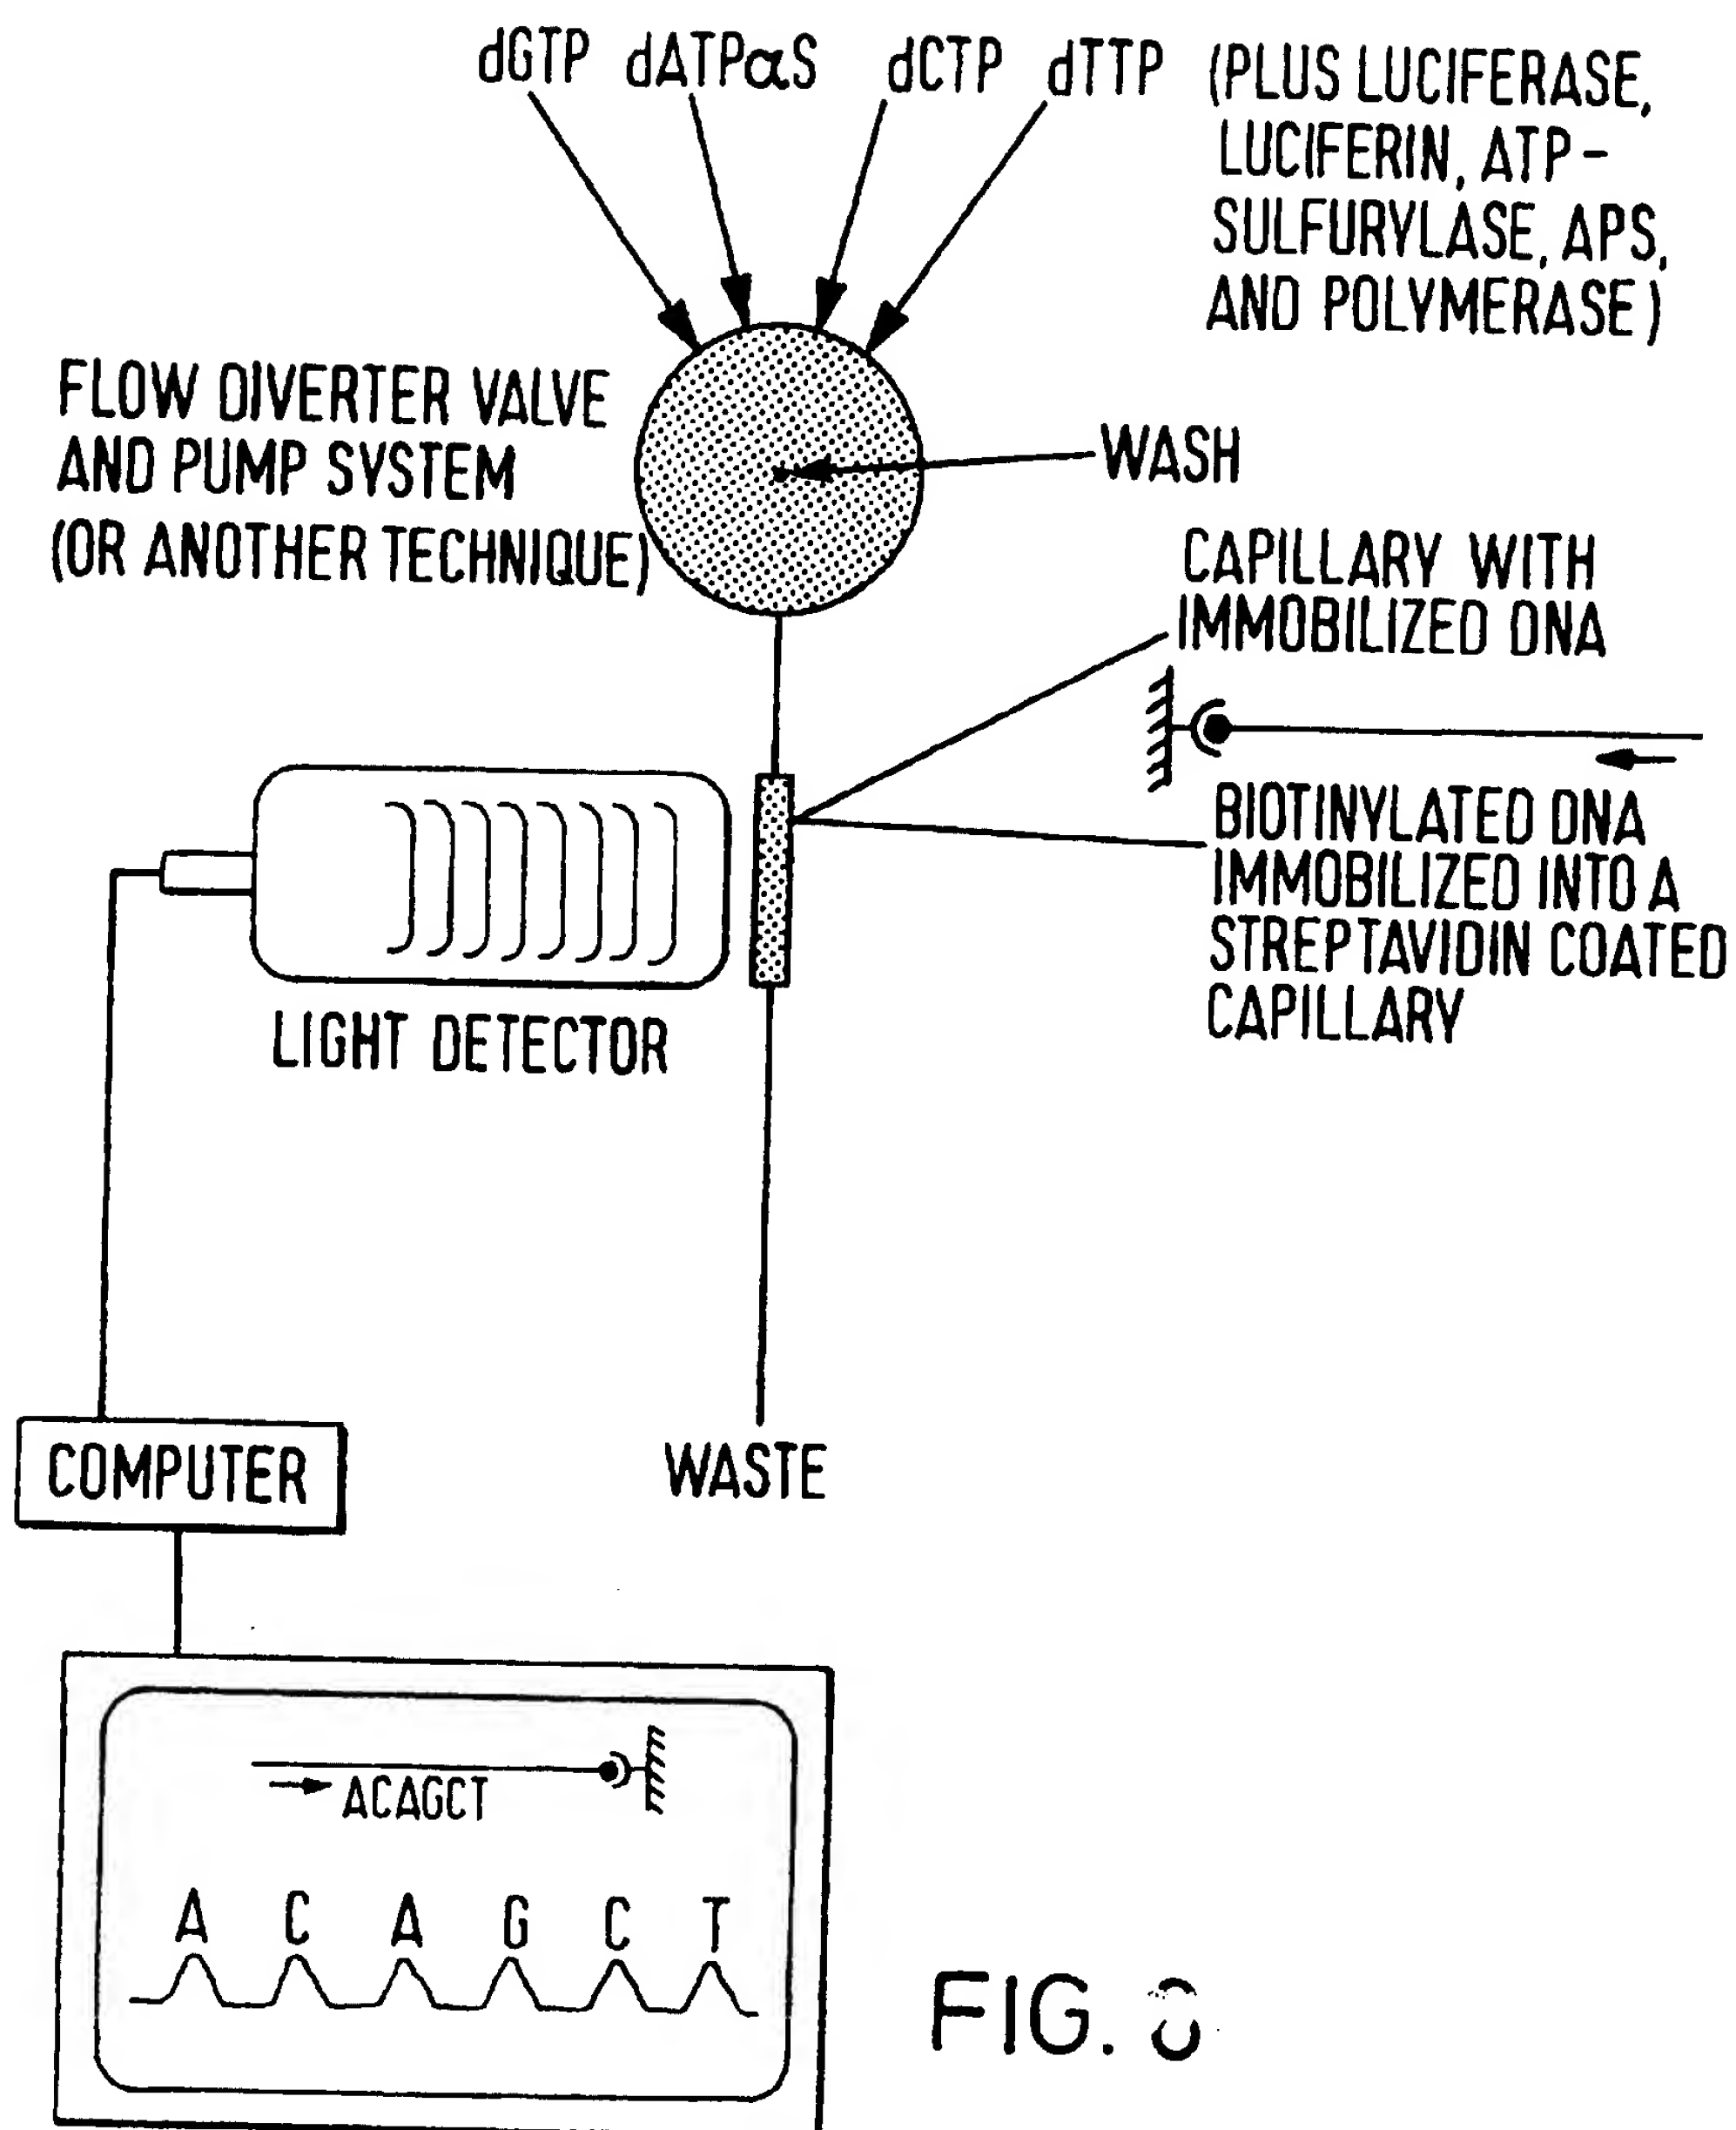 dGTP dATPαS dCTP dTTP (PLUS LUCIFERASE,
LUCIFERIN, ATP-
SULFURYLASE, APS,
AND POLYMERASE)
FLOW DIVERTER VALVE
AND PUMP SYSTEM
(OR ANOTHER TECHNIQUE)
WASH
CAPILLARY WITH
IMMOBILIZED DNA
BIOTINYLATED DNA
IMMOBILIZED INTO A
STREPTAVIDIN COATED
CAPILLARY
LIGHT DETECTOR
COMPUTER
WASTE
ACAGCT
A C A G C T
FIG.